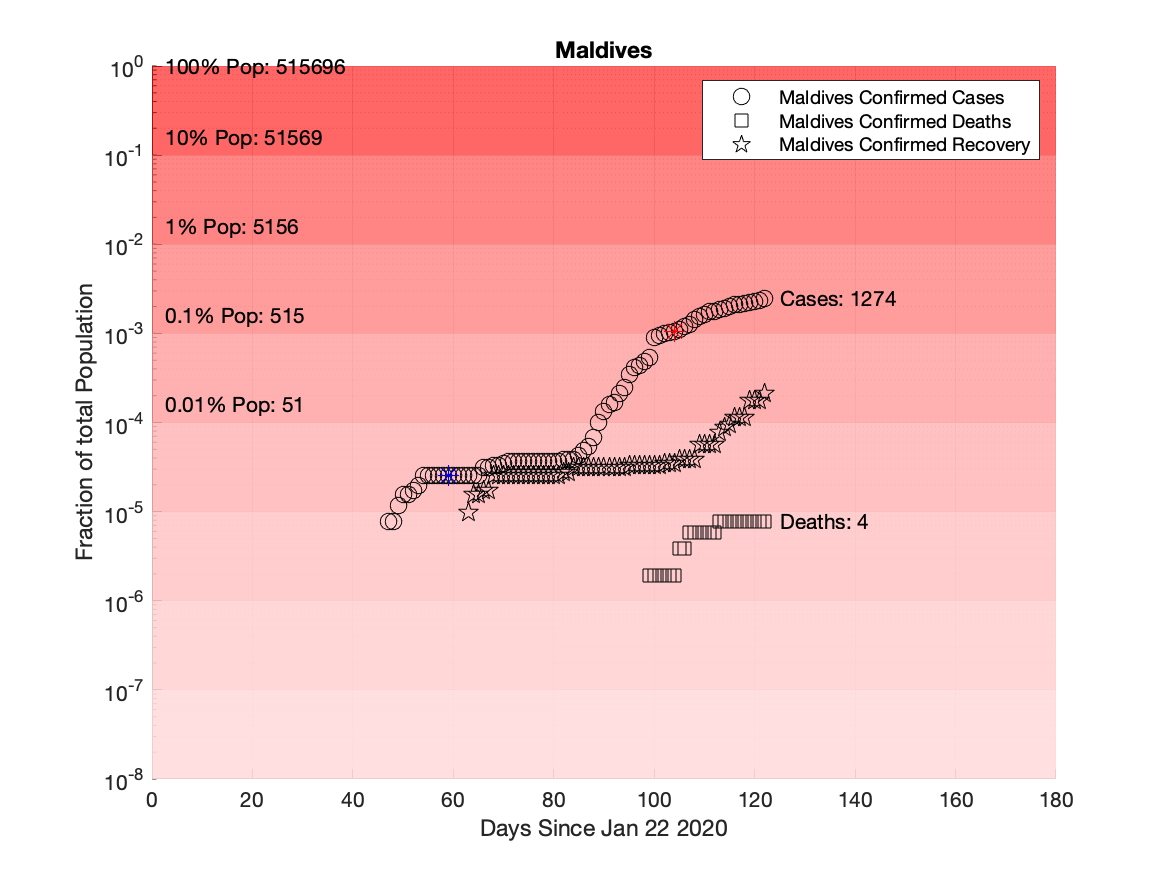 Maldives
10^0
10^-1
10^-2
10^-3
10^-4
10^-5
10^-6
10^-7
10^-8
Fraction of total Population
100% Pop: 515696
10% Pop: 51569
1% Pop: 5156
0.1% Pop: 515
0.01% Pop: 51
Maldives Confirmed Cases
Maldives Confirmed Deaths
Maldives Confirmed Recovery
Cases: 1274
Deaths: 4
0 20 40 60 80 100 120 140 160 180
Days Since Jan 22 2020